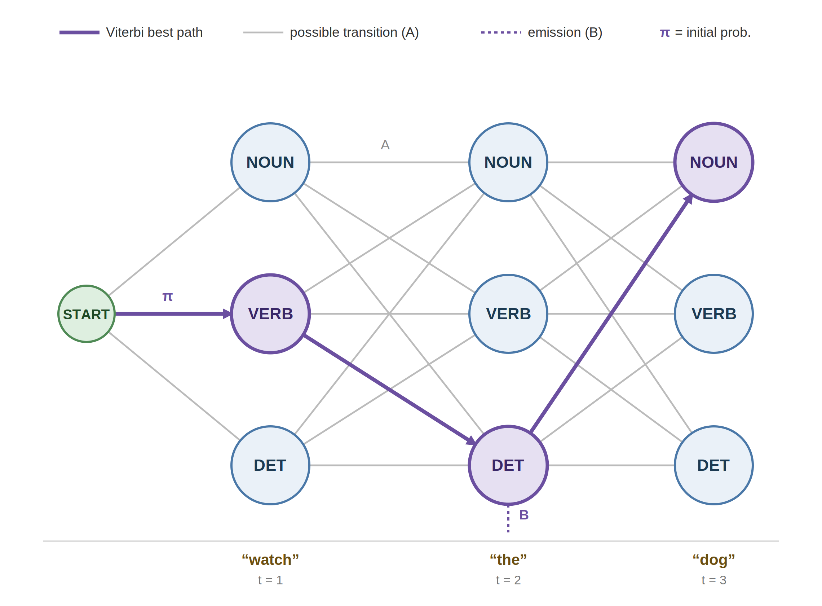 Viterbi best path
possible transition (A)
emission (B)
π = initial prob.
A
NOUN
NOUN
NOUN
π
START
VERB
VERB
VERB
DET
DET
DET
B
“watch”
“the”
“dog”
t = 1
t = 2
t = 3